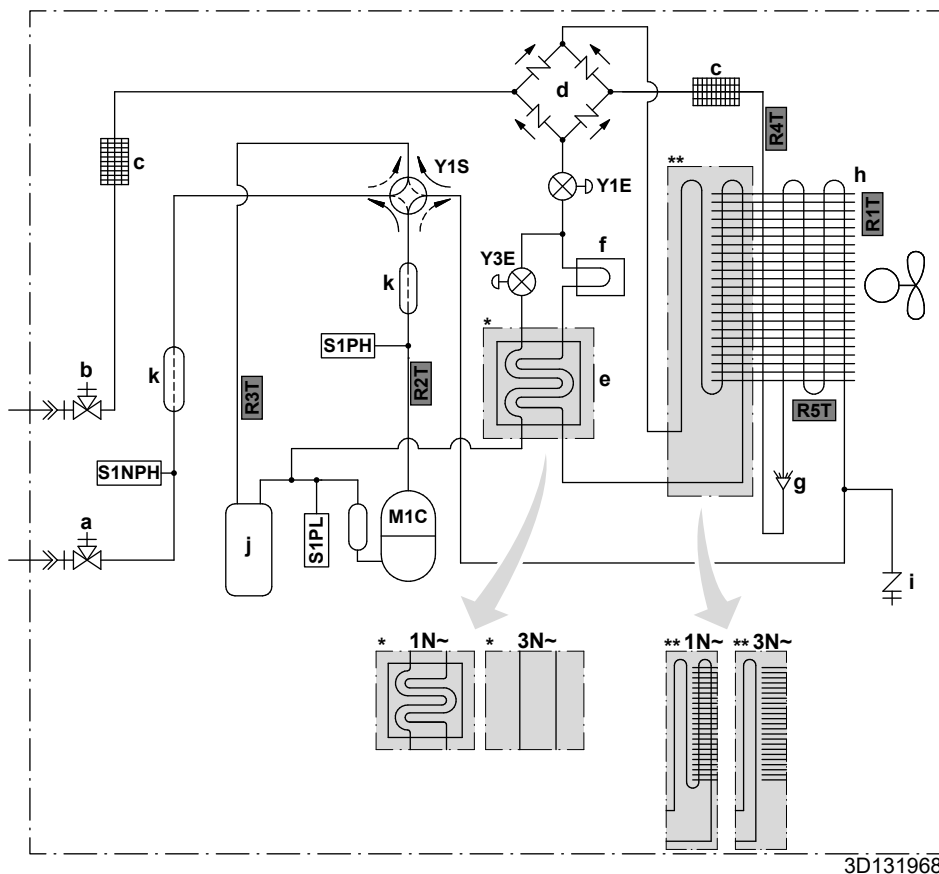 c
d
c
R4T
**
h
R1T
c
Y1S
Y1E
f
Y3E
k
*
e
S1PH
R3T
R2T
b
k
R5T
S1NPH
g
a
j
S1PL
M1C
i
* 1N~ * 3N~
** 1N~ ** 3N~
3D131968